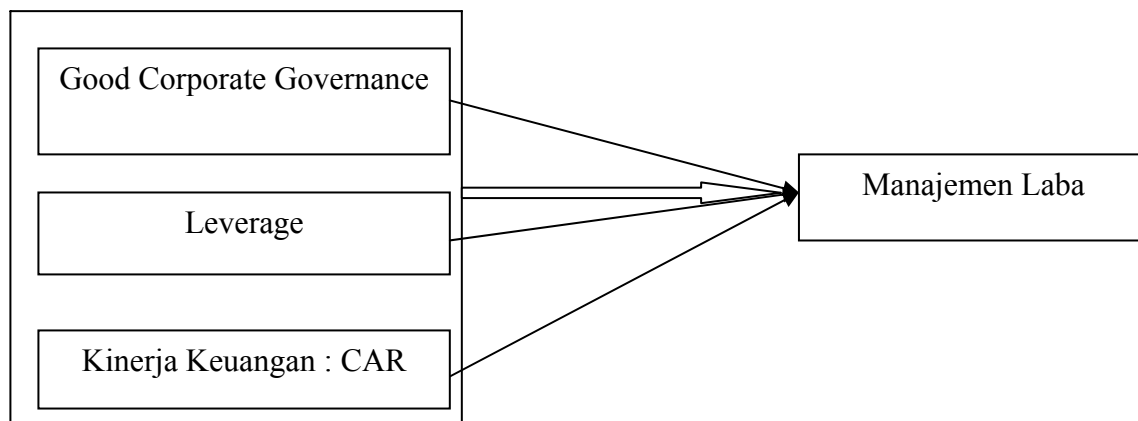 Good Corporate Governance
Leverage
Manajemen Laba
Kinerja Keuangan : CAR